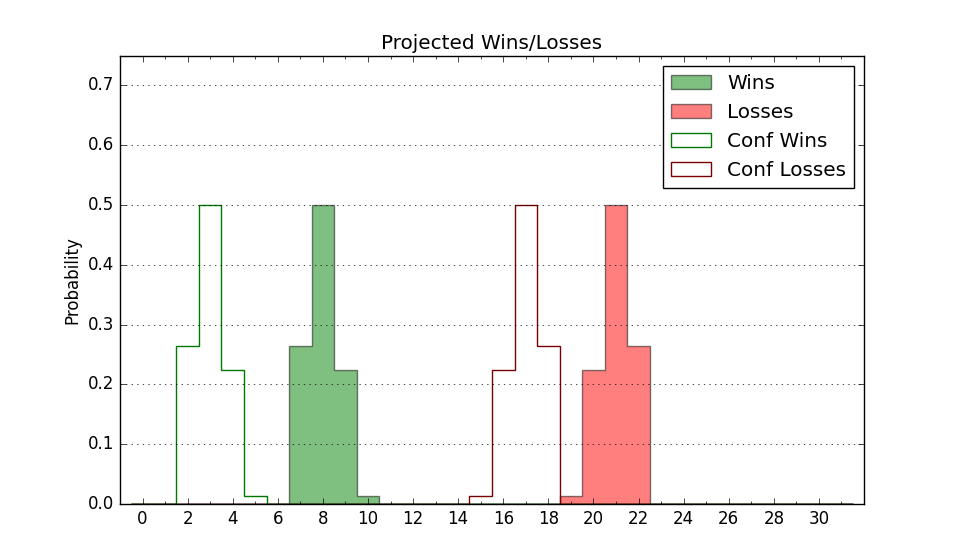 Projected Wins/Losses
Wins
Losses
Conf Wins
Conf Losses
Probability
0.7
0.6
0.5
0.4
0.3
0.2
0.1
0.0
0 2 4 6 8 10 12 14 16 18 20 22 24 26 28 30